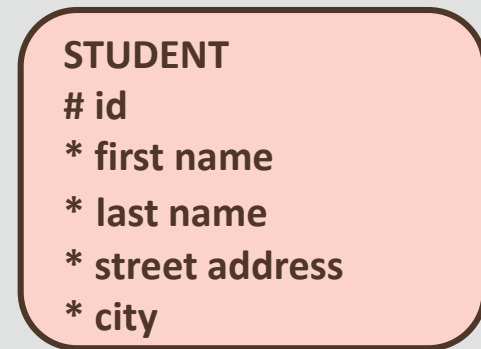 STUDENT
# id
* first name
* last name
* street address
* city